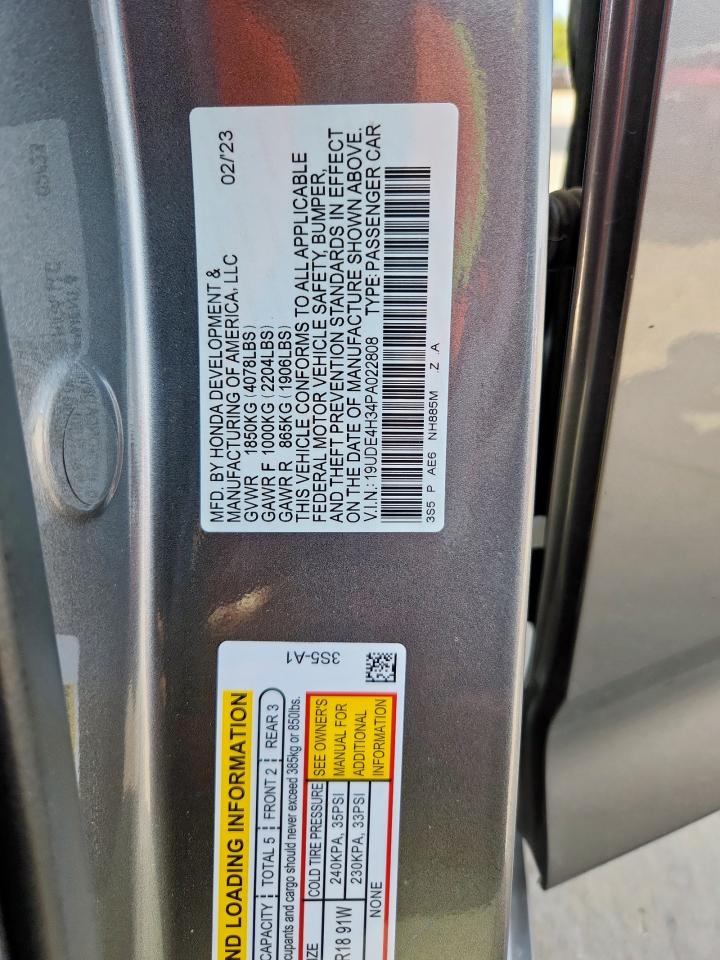 MFD. BY HONDA DEVELOPMENT &
MANUFACTURING OF AMERICA, LLC 02/'23
GVWR 1850KG (4078LBS)
GAWR F 1000KG (2204LBS)
GAWR R 865KG (1906LBS)
THIS VEHICLE CONFORMS TO ALL APPLICABLE
FEDERAL MOTOR VEHICLE SAFETY, BUMPER,
AND THEFT PREVENTION STANDARDS IN EFFECT
ON THE DATE OF MANUFACTURE SHOWN ABOVE.
V.I.N.: 19UDE4H34PA022808 TYPE: PASSENGER CAR
3S5 P AE6 NH885M .Z .A
ND LOADING INFORMATION
CAPACITY TOTAL 5 FRONT 2 REAR 3
cupants and cargo should never exceed 385kg or 850lbs.
IZE COLD TIRE PRESSURE SEE OWNER'S
R18 91W 240KPA, 35PSI MANUAL FOR
230KPA, 33PSI ADDITIONAL
NONE INFORMATION
3S5-A1